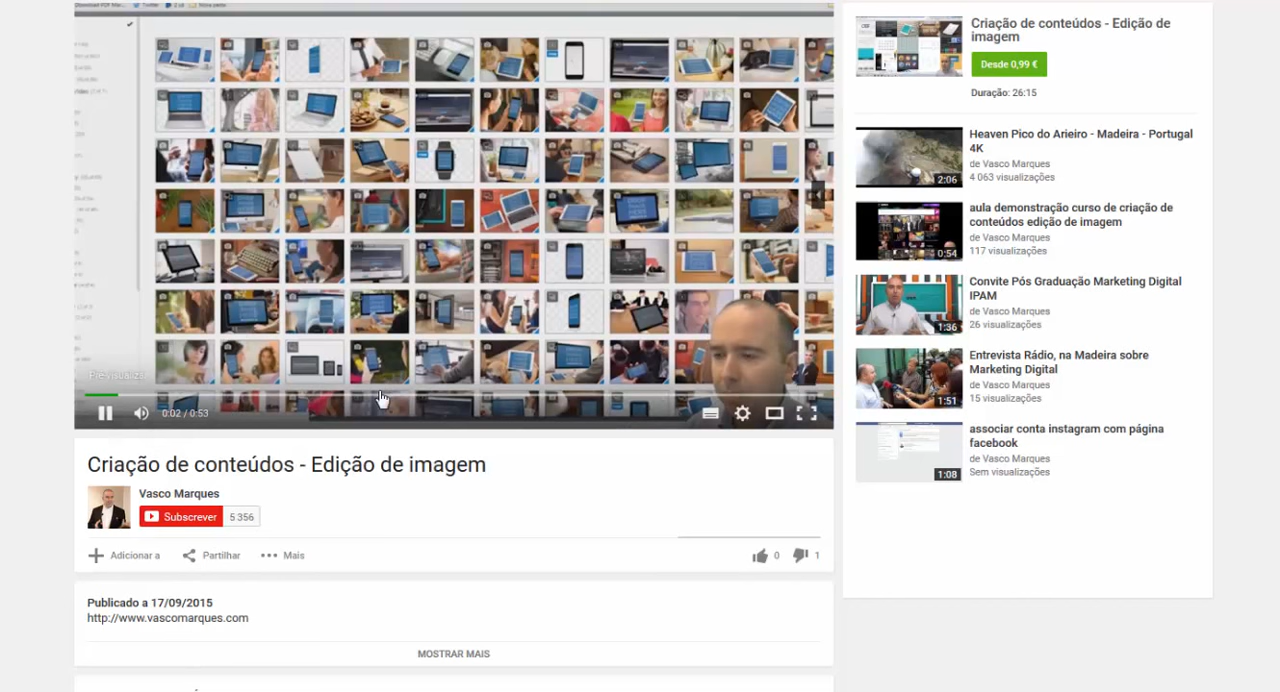 Download PDF Man...
Twitter
Pré-visualiz
0:02 / 0:53
Criação de conteúdos - Edição de imagem
Vasco Marques
Subscrever
5 356
Adicionar a
Partilhar
Mais
0
1
Publicado a 17/09/2015
http://www.vascomarques.com
MOSTRAR MAIS
Criação de conteúdos - Edição de
imagem
Desde 0,99 €
Duração: 26:15
Heaven Pico do Arieiro - Madeira - Portugal
4K
de Vasco Marques
4 063 visualizações
2:06
aula demonstração curso de criação de
conteúdos edição de imagem
de Vasco Marques
117 visualizações
0:54
Convite Pós Graduação Marketing Digital
IPAM
de Vasco Marques
26 visualizações
1:36
Entrevista Rádio, na Madeira sobre
Marketing Digital
de Vasco Marques
15 visualizações
1:51
associar conta instagram com página
facebook
de Vasco Marques
Sem visualizações
1:08